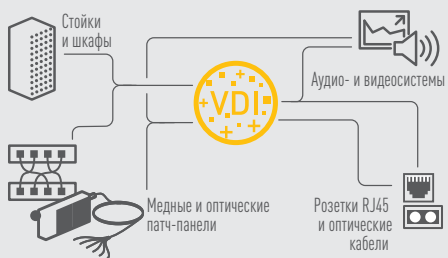 Стойки
и шкафы
VDI
Аудио- и видеосистемы
Медные и оптические
патч-панели
Розетки RJ45
и оптические
кабели